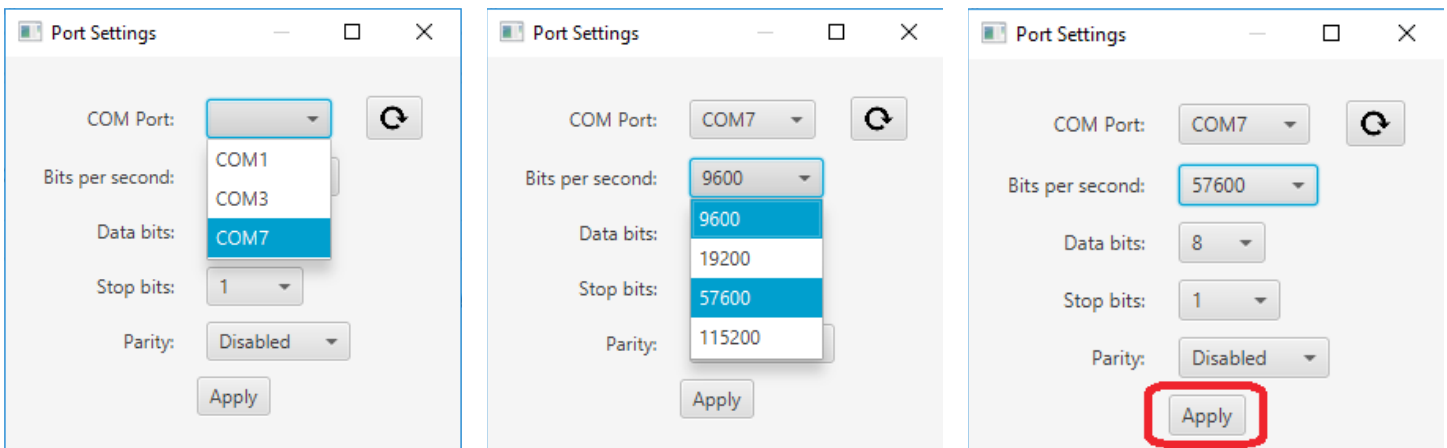 Port Settings
COM Port:
COM1
COM3
COM7
Bits per second:
Data bits:
Stop bits: 1
Parity: Disabled
Apply
Port Settings
COM Port: COM7
Bits per second: 9600
9600
19200
57600
115200
Data bits:
Stop bits:
Parity:
Apply
Port Settings
COM Port: COM7
Bits per second: 57600
Data bits: 8
Stop bits: 1
Parity: Disabled
Apply